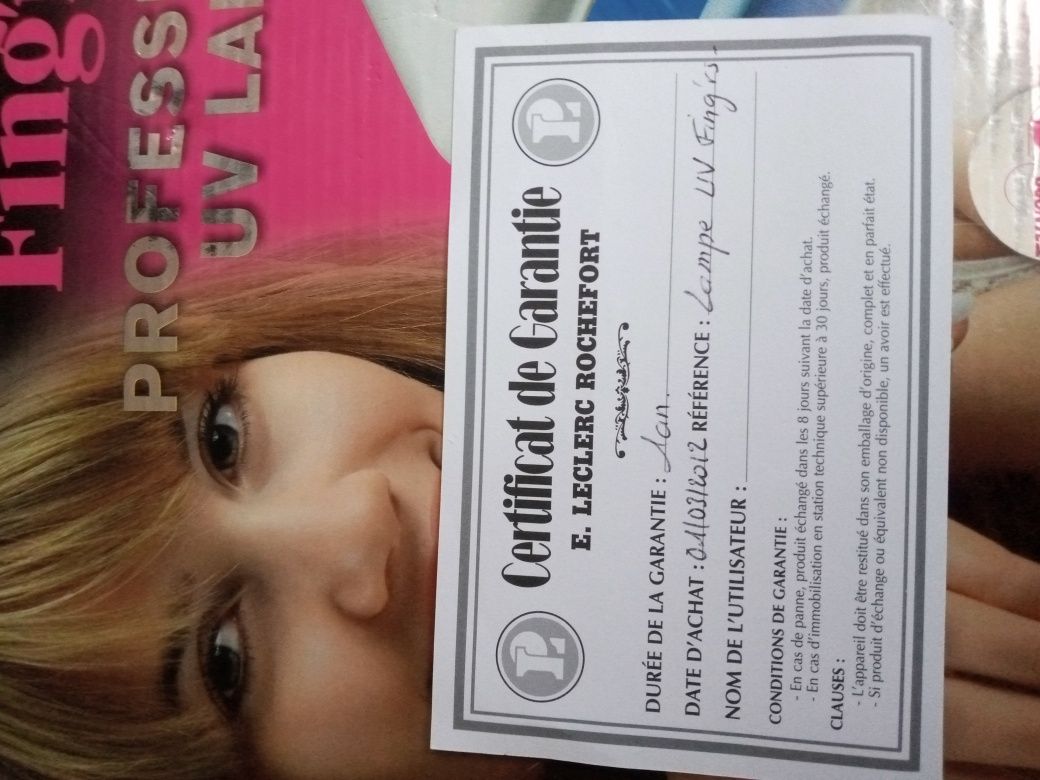 Fing
PROFESS
UV LA
Certificat de Garantie
E. LECLERC ROCHEFORT
DURÉE DE LA GARANTIE : 1an.
DATE D'ACHAT : 01/03/2012 RÉFÉRENCE : Lampe UV Fing'rs.
NOM DE L'UTILISATEUR :
CONDITIONS DE GARANTIE :
- En cas de panne, produit échangé dans les 8 jours suivant la date d'achat.
- En cas d'immobilisation en station technique supérieure à 30 jours, produit échangé.
CLAUSES :
- L'appareil doit être restitué dans son emballage d'origine, complet et en parfait état.
- Si produit d'échange ou équivalent non disponible, un avoir est effectué.